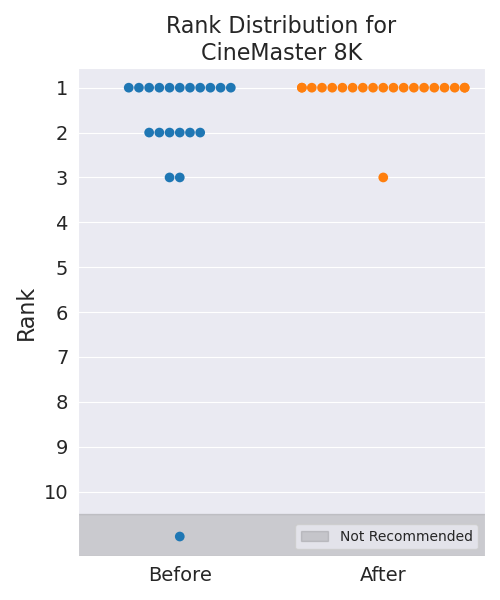 Rank Distribution for
CineMaster 8K
Rank
1
2
3
4
5
6
7
8
9
10
Not Recommended
Before
After